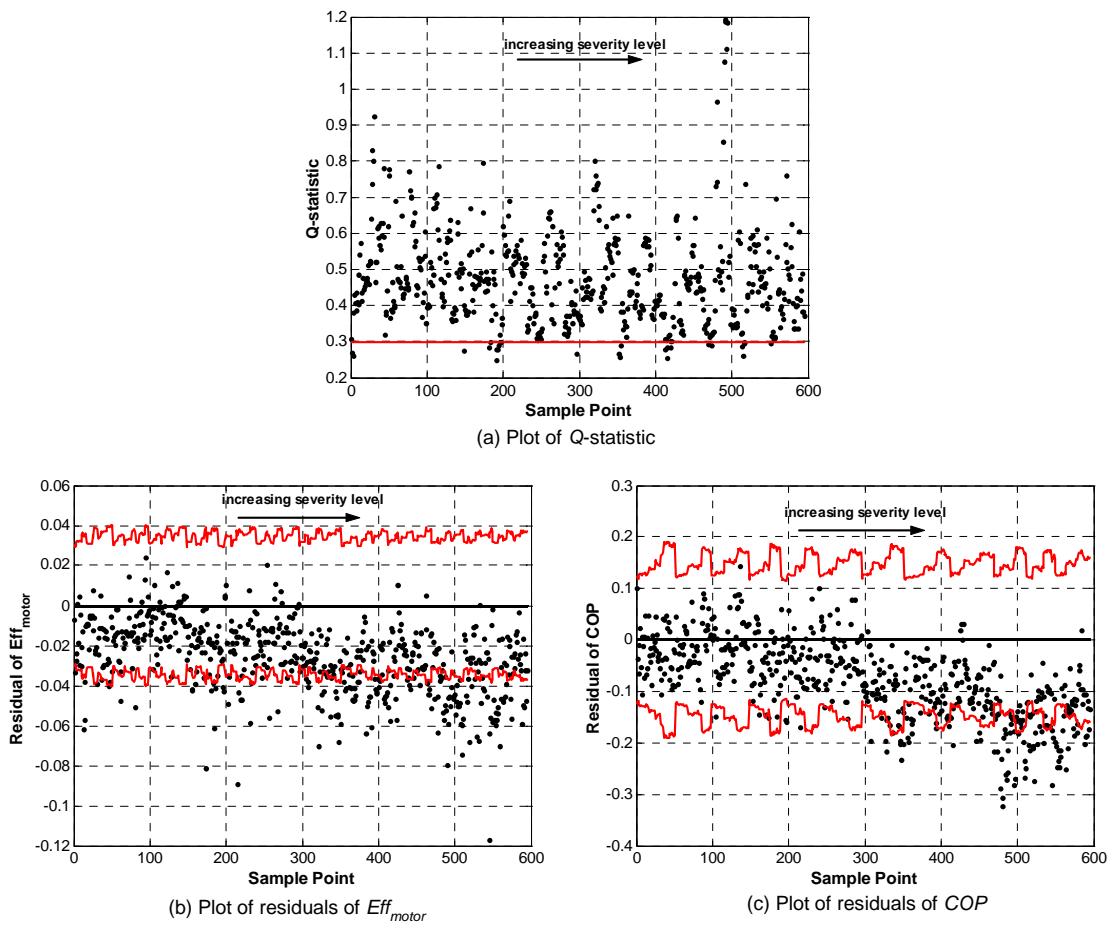 1.2
increasing severity level
1.1
1
0.9
0.8
0.7
0.6
0.5
0.4
0.3
0.2
Q-statistic
0 100 200 300 400 500 600
Sample Point
(a) Plot of Q-statistic
0.06
increasing severity level
0.04
0.02
0
-0.02
-0.04
-0.06
-0.08
-0.1
-0.12
Residual of Eff_motor
0 100 200 300 400 500 600
Sample Point
(b) Plot of residuals of Eff_motor
0.3
increasing severity level
0.2
0.1
0
-0.1
-0.2
-0.3
-0.4
Residual of COP
0 100 200 300 400 500 600
Sample Point
(c) Plot of residuals of COP